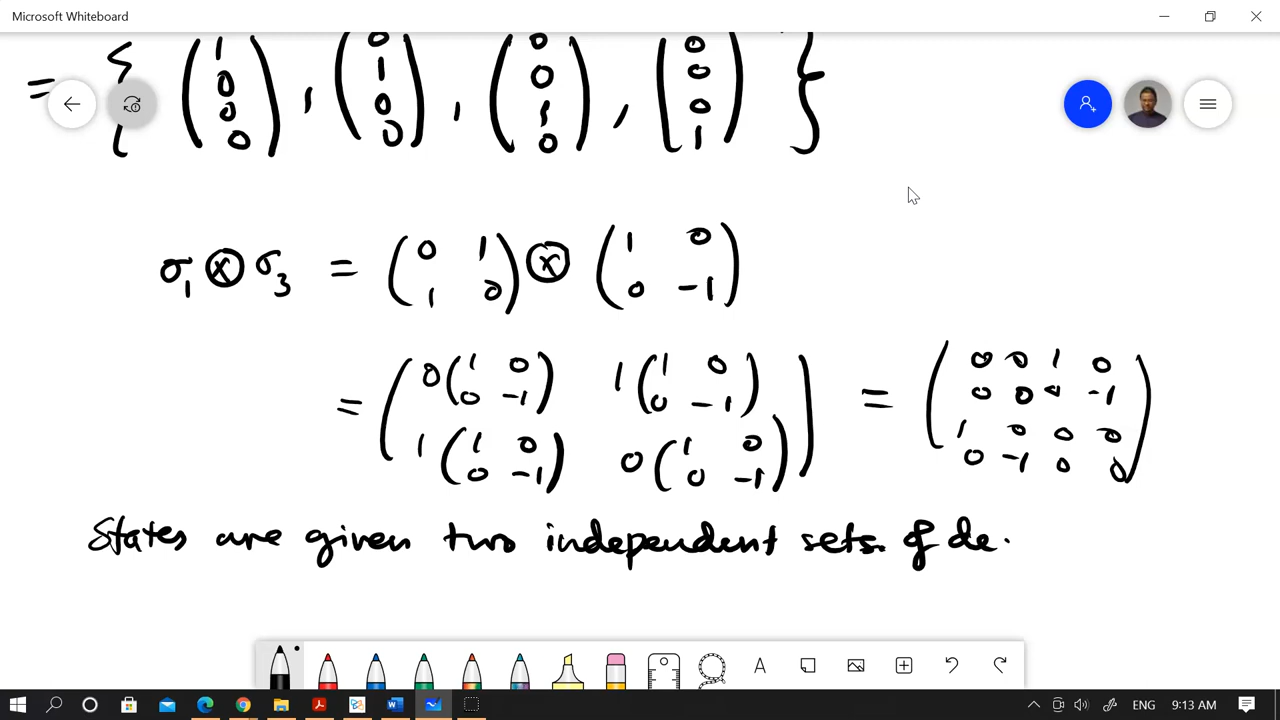 Microsoft Whiteboard
= { (1 0 0 0), (0 1 0 0), (0 0 1 0), (0 0 0 1) }
σ₁ ⊗ σ₃ = (0 1 / 1 0) ⊗ (1 0 / 0 -1)
= (0(1 0 / 0 -1) 1(1 0 / 0 -1) / 1(1 0 / 0 -1) 0(1 0 / 0 -1)) = (0 0 1 0 / 0 0 0 -1 / 1 0 0 0 / 0 -1 0 0)
States are given two independent sets. of de.
A
W
ENG 9:13 AM